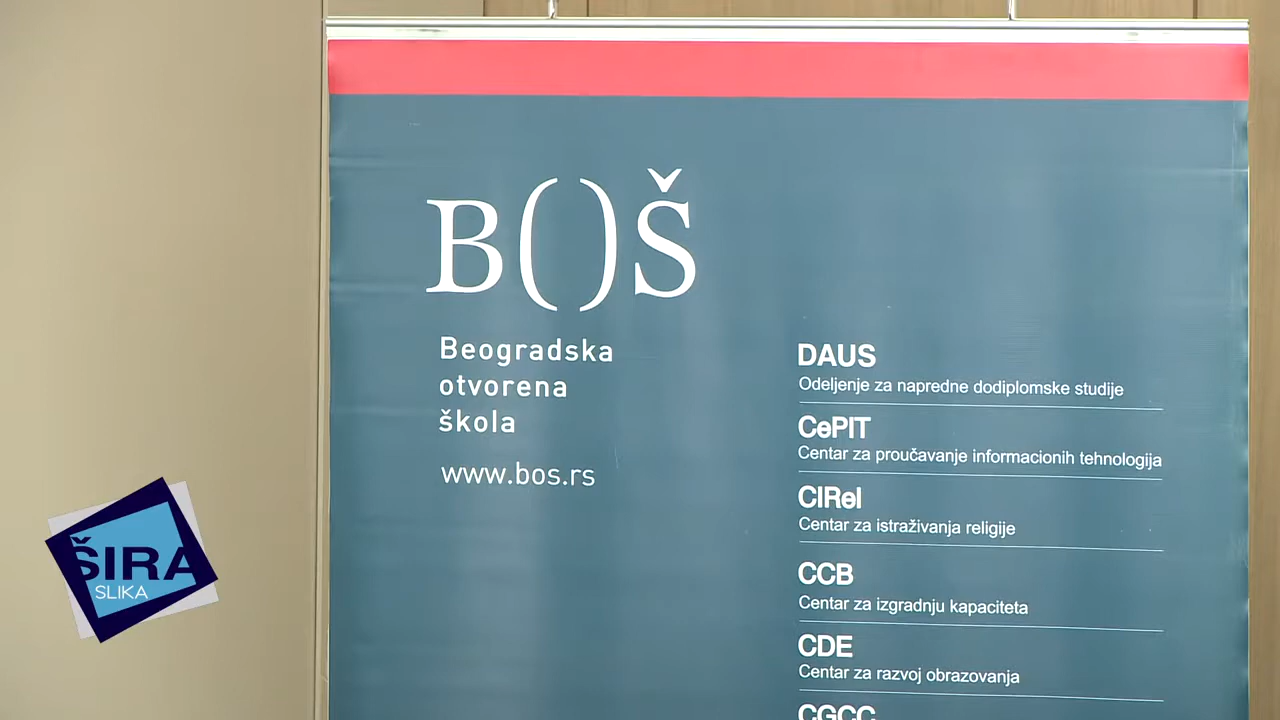 B()Š
Beogradska
otvorena
škola
www.bos.rs
DAUS
Odeljenje za napredne dodiplomske studije
CePIT
Centar za proučavanje informacionih tehnologija
CIRel
Centar za istraživanja religije
CCB
Centar za izgradnju kapaciteta
CDE
Centar za razvoj obrazovanja
CGCC
ŠIRA
SLIKA